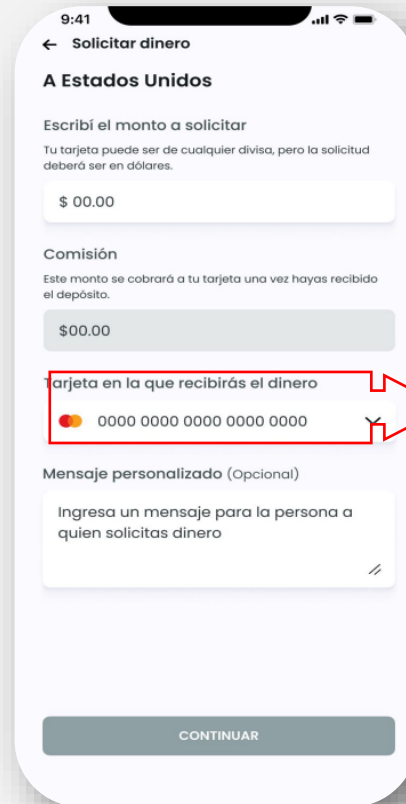 9:41
Solicitar dinero
A Estados Unidos
Escribí el monto a solicitar
Tu tarjeta puede ser de cualquier divisa, pero la solicitud
deberá ser en dólares.
$ 00.00
Comisión
Este monto se cobrará a tu tarjeta una vez hayas recibido
el depósito.
$00.00
Tarjeta en la que recibirás el dinero
0000 0000 0000 0000 0000
Mensaje personalizado (Opcional)
Ingresa un mensaje para la persona a
quien solicitas dinero
CONTINUAR